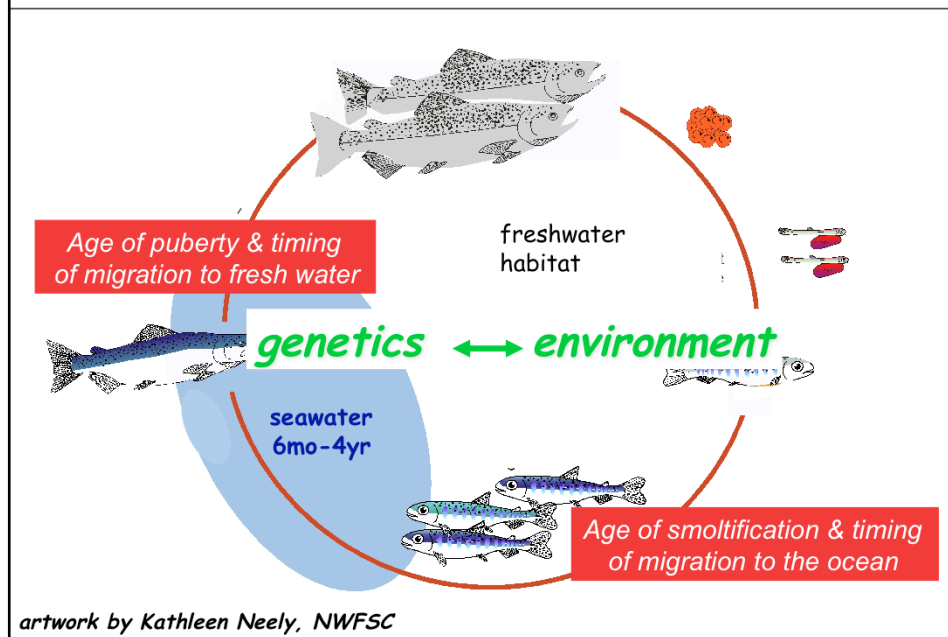 freshwater
habitat
Age of puberty & timing
of migration to fresh water
genetics ↔ environment
seawater
6mo-4yr
Age of smoltification & timing
of migration to the ocean
artwork by Kathleen Neely, NWFSC